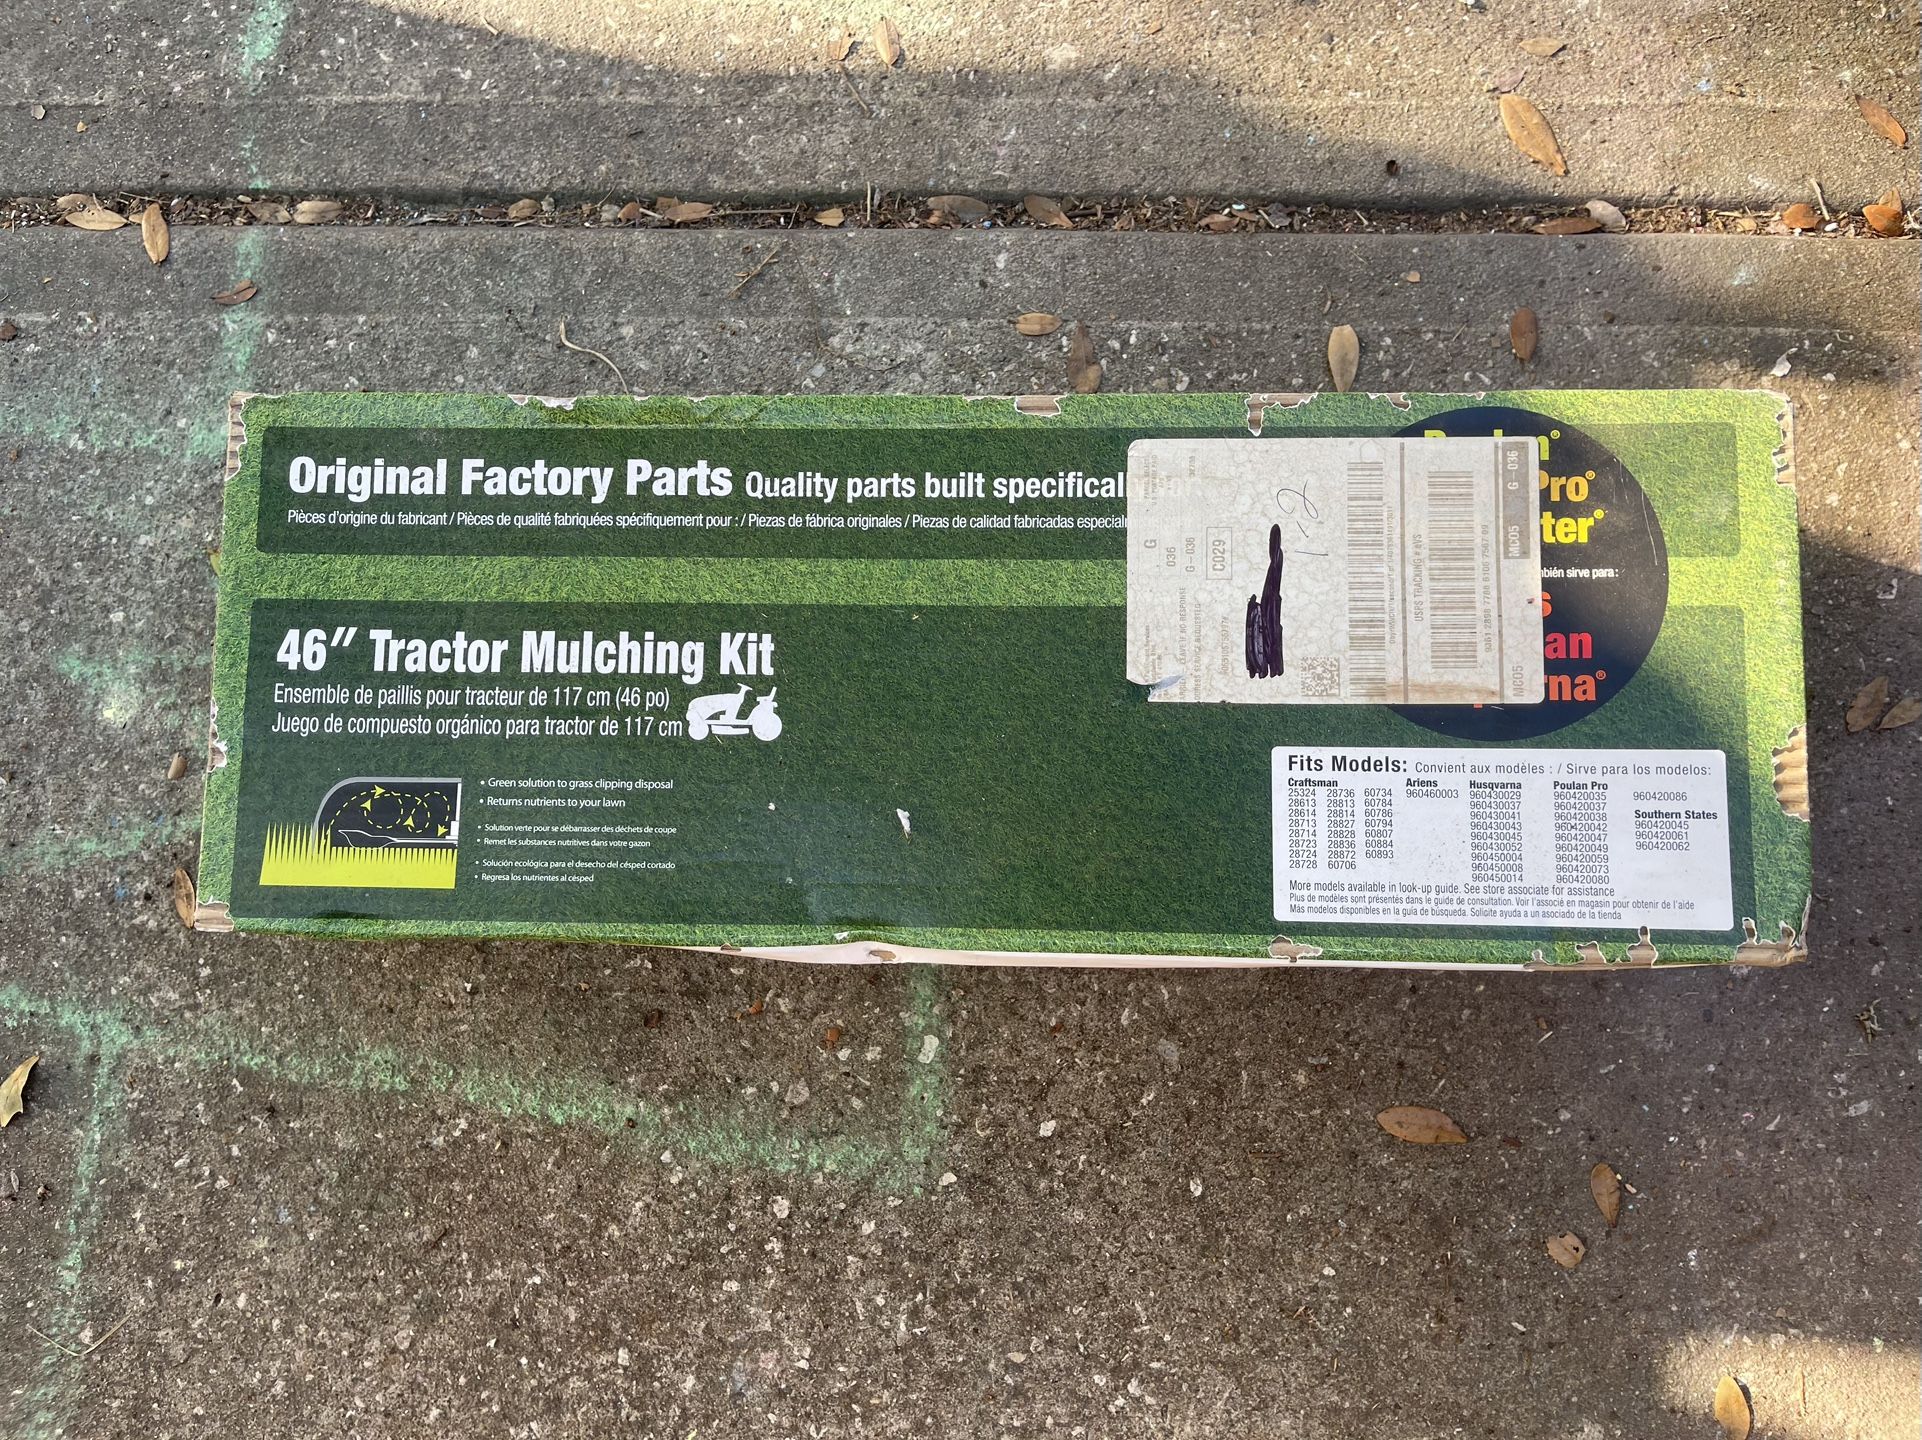 Original Factory Parts Quality parts built specifical
Pièces d'origine du fabricant / Pièces de qualité fabriquées spécifiquement pour : / Piezas de fábrica originales / Piezas de calidad fabricadas especial
46" Tractor Mulching Kit
Ensemble de paillis pour tracteur de 117 cm (46 po)
Juego de compuesto orgánico para tractor de 117 cm
• Green solution to grass clipping disposal
• Returns nutrients to your lawn
• Solution verte pour se débarrasser des déchets de coupe
• Remet les substances nutritives dans votre gazon
• Solución ecológica para el desecho del césped cortado
• Regresa los nutrientes al césped
G
036
G-036
C029
1-2
USPS TRACKING # eVS
MC05 G-036
MC05
n®
Pro®
ter®
bién sirve para:
s
an
na®
Fits Models: Convient aux modèles : / Sirve para los modelos:
Craftsman
25324 28736 60734
28613 28813 60784
28614 28814 60786
28713 28827 60794
28714 28828 60807
28723 28836 60884
28724 28872 60893
28728 60706
Ariens
960460003
Husqvarna
960430029
960430037
960430041
960430043
960430045
960430052
960450004
960450008
960450014
Poulan Pro
960420035
960420037
960420038
960420042
960420047
960420049
960420059
960420073
960420080
960420086
Southern States
960420045
960420061
960420062
More models available in look-up guide. See store associate for assistance
Plus de modèles sont présentés dans le guide de consultation. Voir l'associé en magasin pour obtenir de l'aide
Más modelos disponibles en la guía de búsqueda. Solicite ayuda a un asociado de la tienda